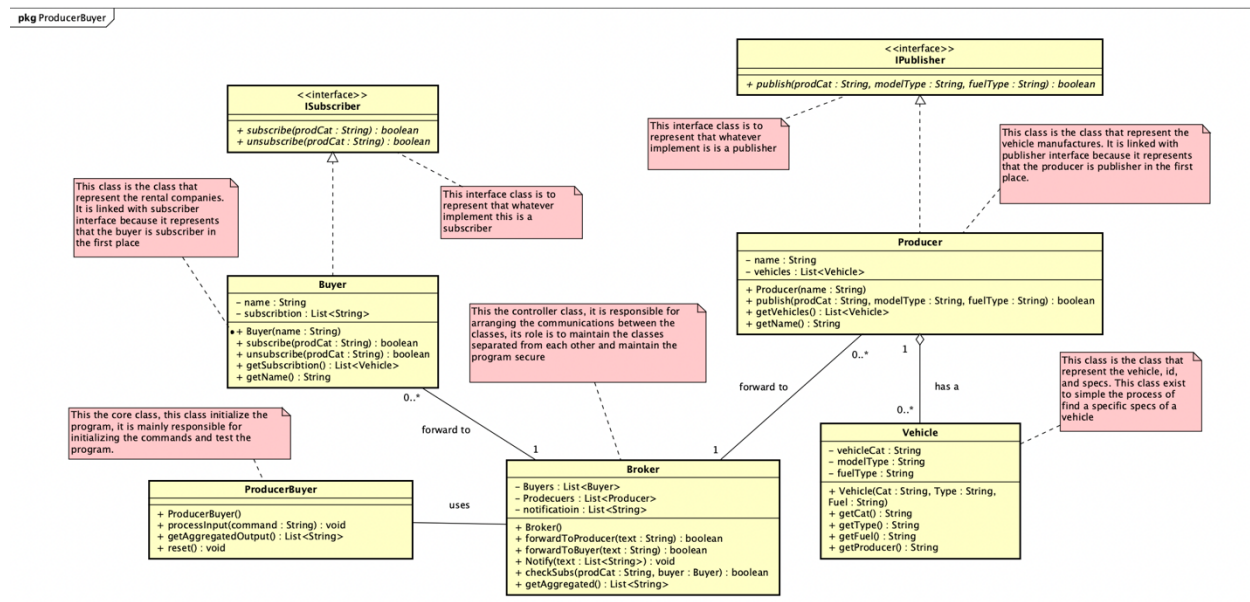 pkg ProducerBuyer
<<interface>>
IPublisher
+ publish(prodCat : String, modelType : String, fuelType : String) : boolean
<<interface>>
ISubscriber
+ subscribe(prodCat : String) : boolean
+ unsubscribe(prodCat : String) : boolean
This interface class is to
represent that whatever
implement is is a publisher
This class is the class that represent the
vehicle manufactures. It is linked with
publisher interface because it represents
that the producer is publisher in the first
place.
This class is the class that
represent the rental companies.
It is linked with subscriber
interface because it represents
that the buyer is subscriber in
the first place
This interface class is to
represent that whatever
implement this is a
subscriber
Producer
- name : String
- vehicles : List<Vehicle>
+ Producer(name : String)
+ publish(prodCat : String, modelType : String, fuelType : String) : boolean
+ getVehicles() : List<Vehicle>
+ getName() : String
Buyer
- name : String
- subscribtion : List<String>
+ Buyer(name : String)
+ subscribe(prodCat : String) : boolean
+ unsubscribe(prodCat : String) : boolean
+ getSubscribtion() : List<Vehicle>
+ getName() : String
This the controller class, it is responsible for
arranging the communications between the
classes, its role is to maintain the classes
separated from each other and maintain the
program secure
0..*
1
This class is the class that
represent the vehicle, id,
and specs. This class exist
to simple the process of
find a specific specs of a
vehicle
forward to
has a
0..*
0..*
forward to
1
1
This the core class, this class initialize the
program, it is mainly responsible for
initializing the commands and test the
program.
Vehicle
- vehicleCat : String
- modelType : String
- fuelType : String
+ Vehicle(Cat : String, Type : String,
Fuel : String)
+ getCat() : String
+ getType() : String
+ getFuel() : String
+ getProducer() : String
ProducerBuyer
+ ProducerBuyer()
+ processInput(command : String) : void
+ getAggregatedOutput() : List<String>
+ reset() : void
uses
Broker
- Buyers : List<Buyer>
- Prodecuers : List<Producer>
- notificatioin : List<String>
+ Broker()
+ forwardToProducer(text : String) : boolean
+ forwardToBuyer(text : String) : boolean
+ Notify(text : List<String>) : void
+ checkSubs(prodCat : String, buyer : Buyer) : boolean
+ getAggregated() : List<String>